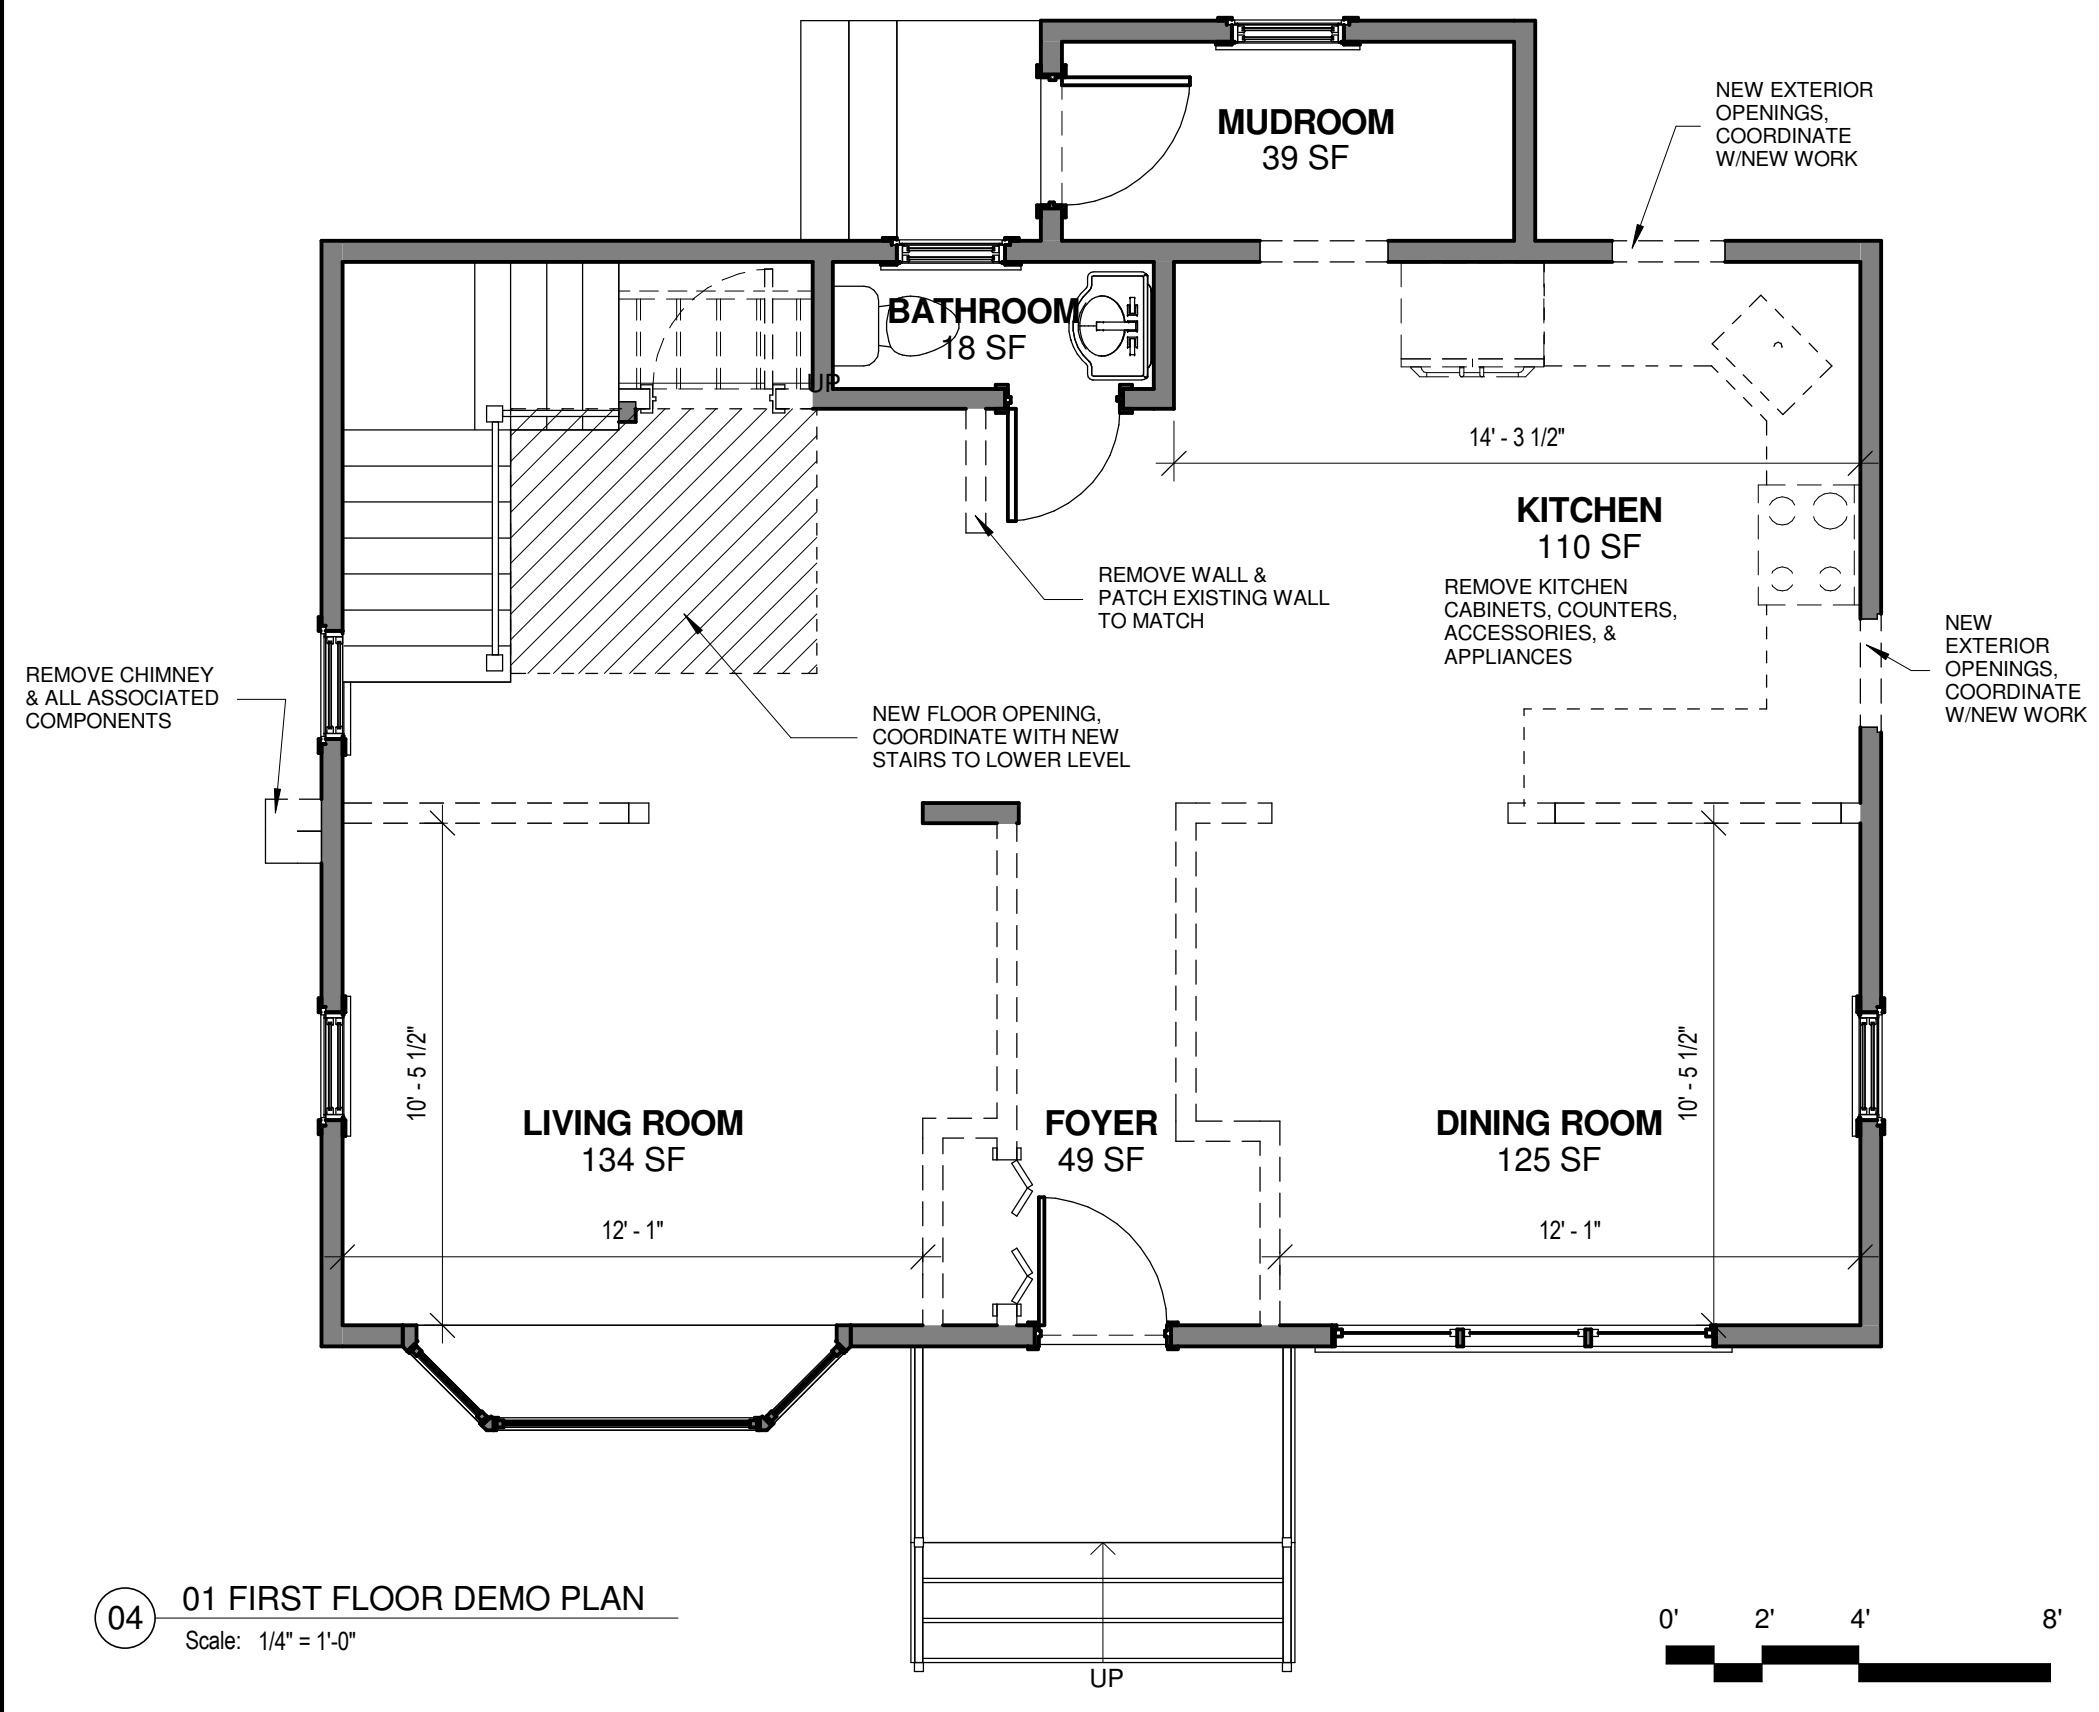 MUDROOM
39 SF
NEW EXTERIOR
OPENINGS,
COORDINATE
W/NEW WORK
BATHROOM
18 SF
UP
14' - 3 1/2"
KITCHEN
110 SF
REMOVE KITCHEN
CABINETS, COUNTERS,
ACCESSORIES, &
APPLIANCES
REMOVE WALL &
PATCH EXISTING WALL
TO MATCH
NEW
EXTERIOR
OPENINGS,
COORDINATE
W/NEW WORK
REMOVE CHIMNEY
& ALL ASSOCIATED
COMPONENTS
NEW FLOOR OPENING,
COORDINATE WITH NEW
STAIRS TO LOWER LEVEL
10' - 5 1/2"
10' - 5 1/2"
LIVING ROOM
134 SF
FOYER
49 SF
DINING ROOM
125 SF
12' - 1"
12' - 1"
04
01 FIRST FLOOR DEMO PLAN
Scale: 1/4" = 1'-0"
UP
0' 2' 4' 8'